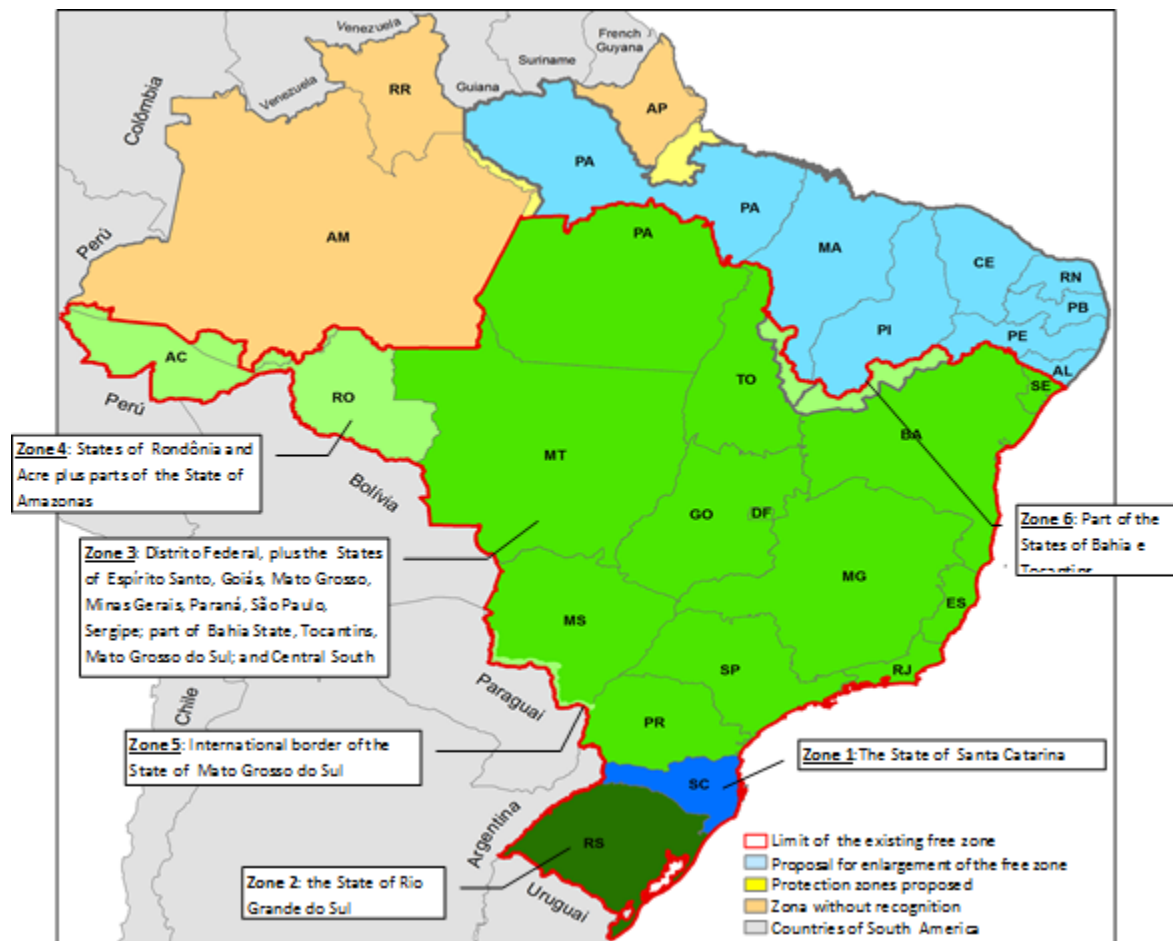 Venezuela
French
Guyana
Suriname
Colômbia
Venezuela
RR
Guiana
AP
PA
PA
PA
AM
MA
CE
RN
PB
Perú
PI
PE
AC
TO
AL
SE
RO
Perú
BA
MT
Zone 4: States of Rondônia and
Acre plus parts of the State of
Amazonas
Bolívia
GO
DF
Zone 6: Part of the
States of Bahia e
Tocantins
Zone 3: Distrito Federal, plus the States
of Espírito Santo, Goiás, Mato Grosso,
Minas Gerais, Paraná, São Paulo,
Sergipe; part of Bahia State, Tocantins,
Mato Grosso do Sul; and Central South
MG
ES
MS
SP
RJ
Chile
Paraguai
PR
Zone 5: International border of the
State of Mato Grosso do Sul
Zone 1: The State of Santa Catarina
SC
Argentina
RS
Limit of the existing free zone
Proposal for enlargement of the free zone
Protection zones proposed
Zona without recognition
Countries of South America
Zone 2: the State of Rio
Grande do Sul
Uruguai